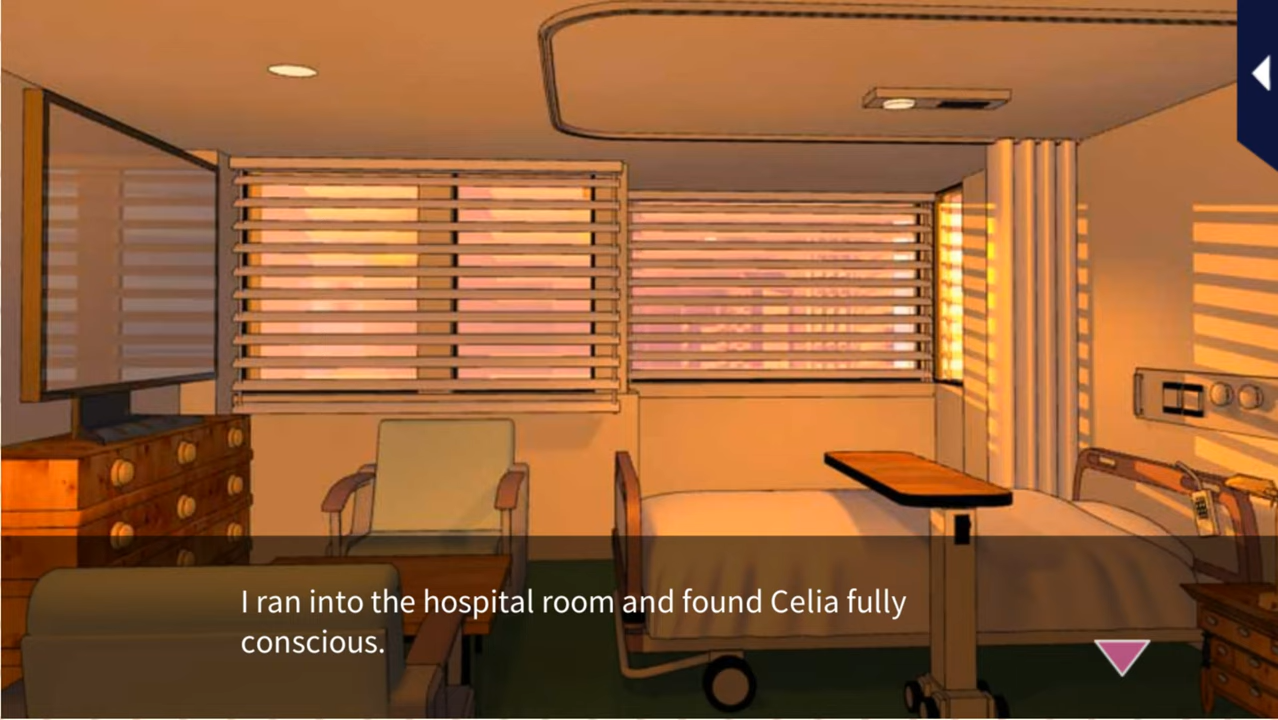 I ran into the hospital room and found Celia fully
conscious.